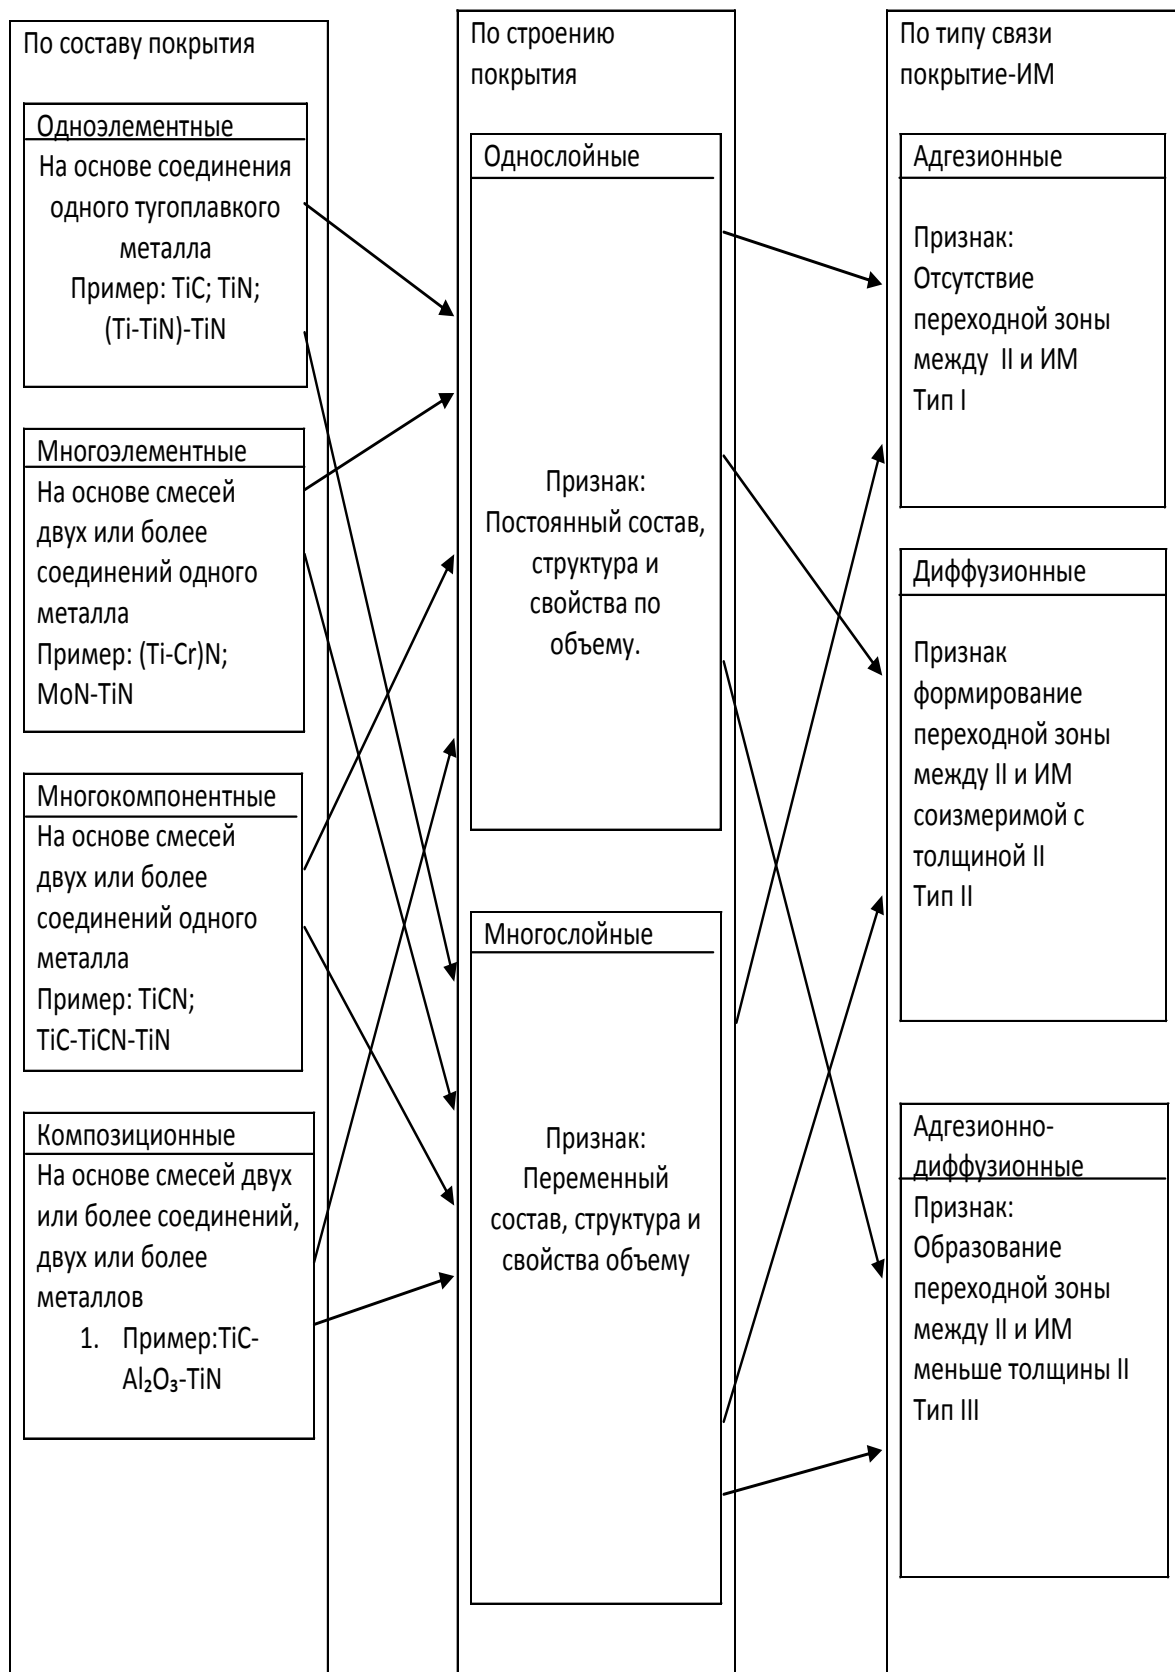 По составу покрытия
Одноэлементные
На основе соединения
одного тугоплавкого
металла
Пример: TiC; TiN;
(Ti-TiN)-TiN
Многоэлементные
На основе смесей
двух или более
соединений одного
металла
Пример: (Ti-Cr)N;
MoN-TiN
Многокомпонентные
На основе смесей
двух или более
соединений одного
металла
Пример: TiCN;
TiC-TiCN-TiN
Композиционные
На основе смесей двух
или более соединений,
двух или более
металлов
1. Пример:TiC-
Al₂O₃-TiN
По строению
покрытия
Однослойные
Признак:
Постоянный состав,
структура и
свойства по
объему.
Многослойные
Признак:
Переменный
состав, структура и
свойства объему
По типу связи
покрытие-ИМ
Адгезионные
Признак:
Отсутствие
переходной зоны
между II и ИМ
Тип I
Диффузионные
Признак
формирование
переходной зоны
между II и ИМ
соизмеримой с
толщиной II
Тип II
Адгезионно-
диффузионные
Признак:
Образование
переходной зоны
между II и ИМ
меньше толщины II
Тип III